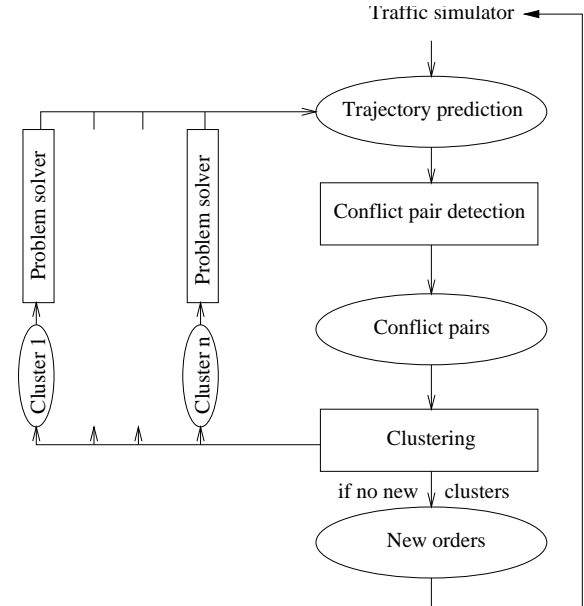 Traffic simulator
Trajectory prediction
Problem solver
Problem solver
Conflict pair detection
Conflict pairs
Cluster 1
Cluster n
Clustering
if no new clusters
New orders